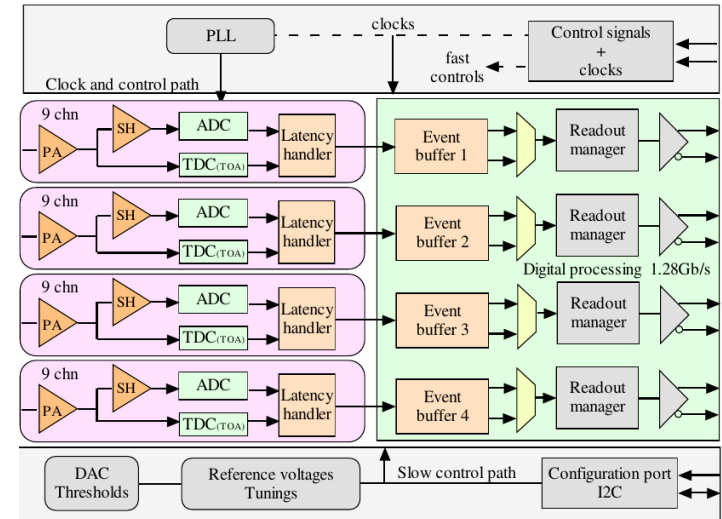 PLL
clocks
Control signals
+
clocks
fast
controls
Clock and control path
9 chn
PA
SH
ADC
TDC(TOA)
Latency
handler
Event
buffer 1
Readout
manager
9 chn
PA
SH
ADC
TDC(TOA)
Latency
handler
Event
buffer 2
Readout
manager
Digital processing 1.28Gb/s
9 chn
PA
SH
ADC
TDC(TOA)
Latency
handler
Event
buffer 3
Readout
manager
9 chn
PA
SH
ADC
TDC(TOA)
Latency
handler
Event
buffer 4
Readout
manager
DAC
Thresholds
Reference voltages
Tunings
Slow control path
Configuration port
I2C